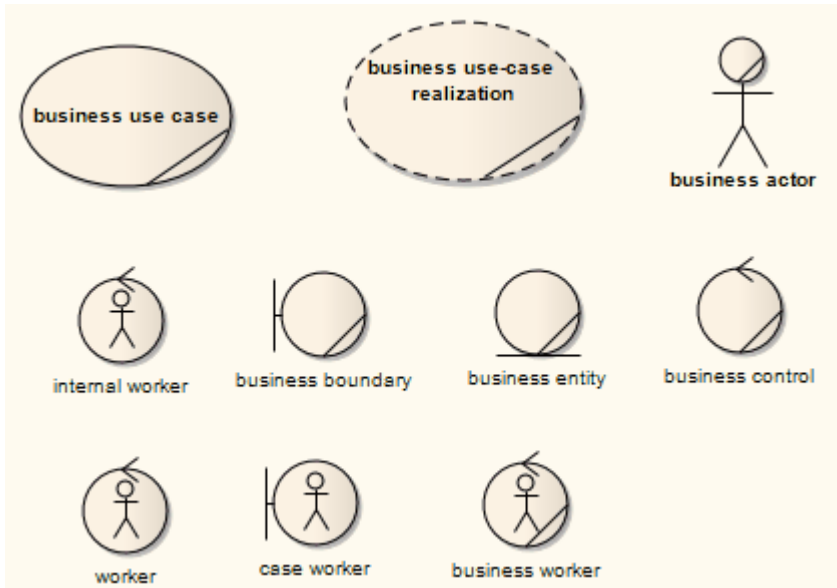 business use case
business use-case
realization
business actor
internal worker
business boundary
business entity
business control
worker
case worker
business worker